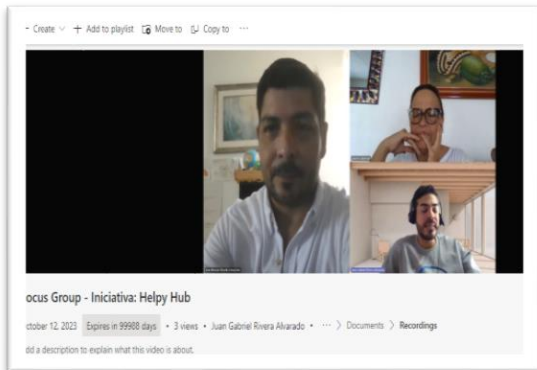 - Create + Add to playlist Move to Copy to ...
ocus Group - Iniciativa: Helpy Hub
ctober 12, 2023 Expires in 99988 days • 3 views • Juan Gabriel Rivera Alvarado • ... > Documents > Recordings
dd a description to explain what this video is about.